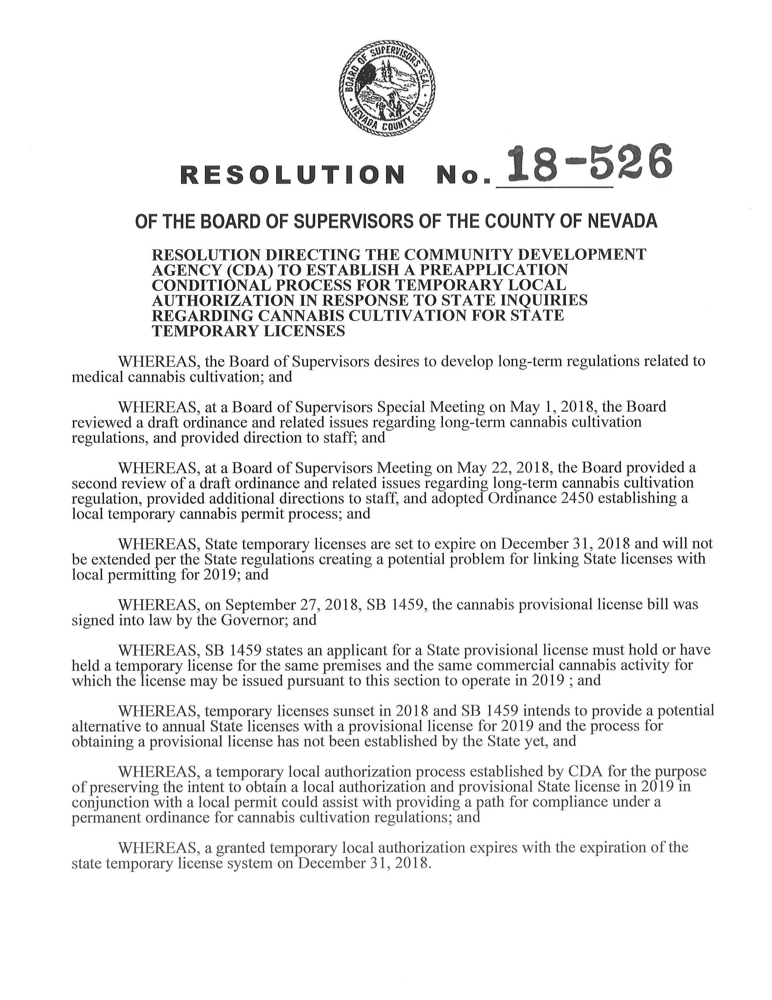 BOARD OF SUPERVISORS SEAL
NEVADA COUNTY, CAL.
RESOLUTION No. 18-526
OF THE BOARD OF SUPERVISORS OF THE COUNTY OF NEVADA
RESOLUTION DIRECTING THE COMMUNITY DEVELOPMENT
AGENCY (CDA) TO ESTABLISH A PREAPPLICATION
CONDITIONAL PROCESS FOR TEMPORARY LOCAL
AUTHORIZATION IN RESPONSE TO STATE INQUIRIES
REGARDING CANNABIS CULTIVATION FOR STATE
TEMPORARY LICENSES
WHEREAS, the Board of Supervisors desires to develop long-term regulations related to
medical cannabis cultivation; and
WHEREAS, at a Board of Supervisors Special Meeting on May 1, 2018, the Board
reviewed a draft ordinance and related issues regarding long-term cannabis cultivation
regulations, and provided direction to staff; and
WHEREAS, at a Board of Supervisors Meeting on May 22, 2018, the Board provided a
second review of a draft ordinance and related issues regarding long-term cannabis cultivation
regulation, provided additional directions to staff, and adopted Ordinance 2450 establishing a
local temporary cannabis permit process; and
WHEREAS, State temporary licenses are set to expire on December 31, 2018 and will not
be extended per the State regulations creating a potential problem for linking State licenses with
local permitting for 2019; and
WHEREAS, on September 27, 2018, SB 1459, the cannabis provisional license bill was
signed into law by the Governor; and
WHEREAS, SB 1459 states an applicant for a State provisional license must hold or have
held a temporary license for the same premises and the same commercial cannabis activity for
which the license may be issued pursuant to this section to operate in 2019 ; and
WHEREAS, temporary licenses sunset in 2018 and SB 1459 intends to provide a potential
alternative to annual State licenses with a provisional license for 2019 and the process for
obtaining a provisional license has not been established by the State yet, and
WHEREAS, a temporary local authorization process established by CDA for the purpose
of preserving the intent to obtain a local authorization and provisional State license in 2019 in
conjunction with a local permit could assist with providing a path for compliance under a
permanent ordinance for cannabis cultivation regulations; and
WHEREAS, a granted temporary local authorization expires with the expiration of the
state temporary license system on December 31, 2018.